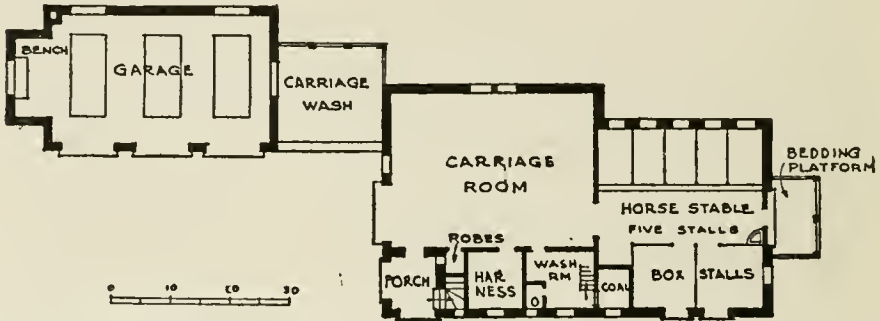 BENCH
GARAGE
CARRIAGE
WASH
CARRIAGE
ROOM
BEDDING
PLATFORM
HORSE STABLE
FIVE STALLS
ROBES
PORCH
HAR
NESS
WASH
RM
COAL
BOX STALLS
0 10 20 30